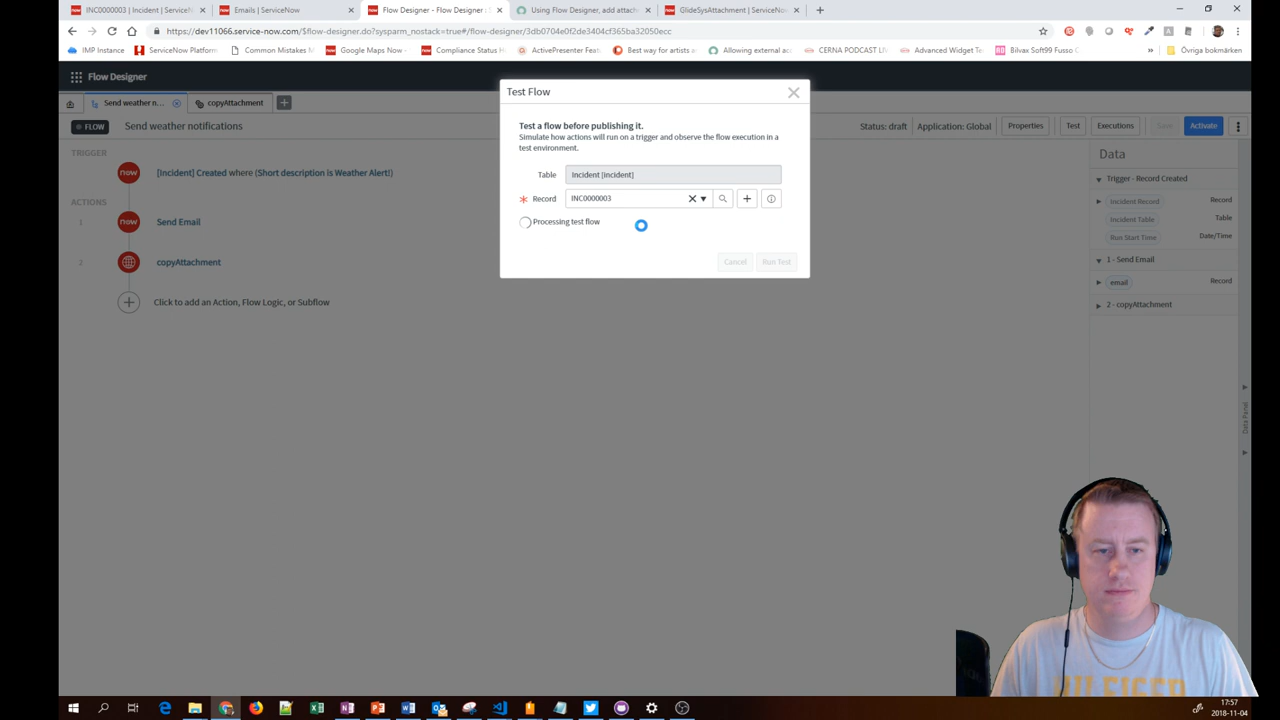 INC0000003 | Incident | ServiceN
Emails | ServiceNow
Flow Designer - Flow Designer :
Using Flow Designer, add attach
GlideSysAttachment | ServiceNo
https://dev11066.service-now.com/$flow-designer.do?sysparm_nostack=true#/flow-designer/3db0704e0f2de3404cf365ba32050ecc
IMP Instance
ServiceNow Platform
Common Mistakes M
Google Maps Now -
Compliance Status H
ActivePresenter Featu
Best way for artists a
Allowing external acc
CERNA PODCAST LIV
Advanced Widget Te
Bilvax Soft99 Fusso C
»
Övriga bokmärken
Flow Designer
Send weather n...
copyAttachment
FLOW
Send weather notifications
Status: draft
Application: Global
Properties
Test
Executions
Save
Activate
TRIGGER
now
[Incident] Created where (Short description is Weather Alert!)
ACTIONS
1
now
Send Email
copyAttachment
Click to add an Action, Flow Logic, or Subflow
Test Flow
Test a flow before publishing it.
Simulate how actions will run on a trigger and observe the flow execution in a
test environment.
Table
Incident [incident]
Record
INC0000003
Processing test flow
Cancel
Run Test
Data
Trigger - Record Created
Incident Record
Record
Incident Table
Table
Run Start Time
Date/Time
1 - Send Email
email
Record
2 - copyAttachment
Data Panel
17:57
2018-11-04